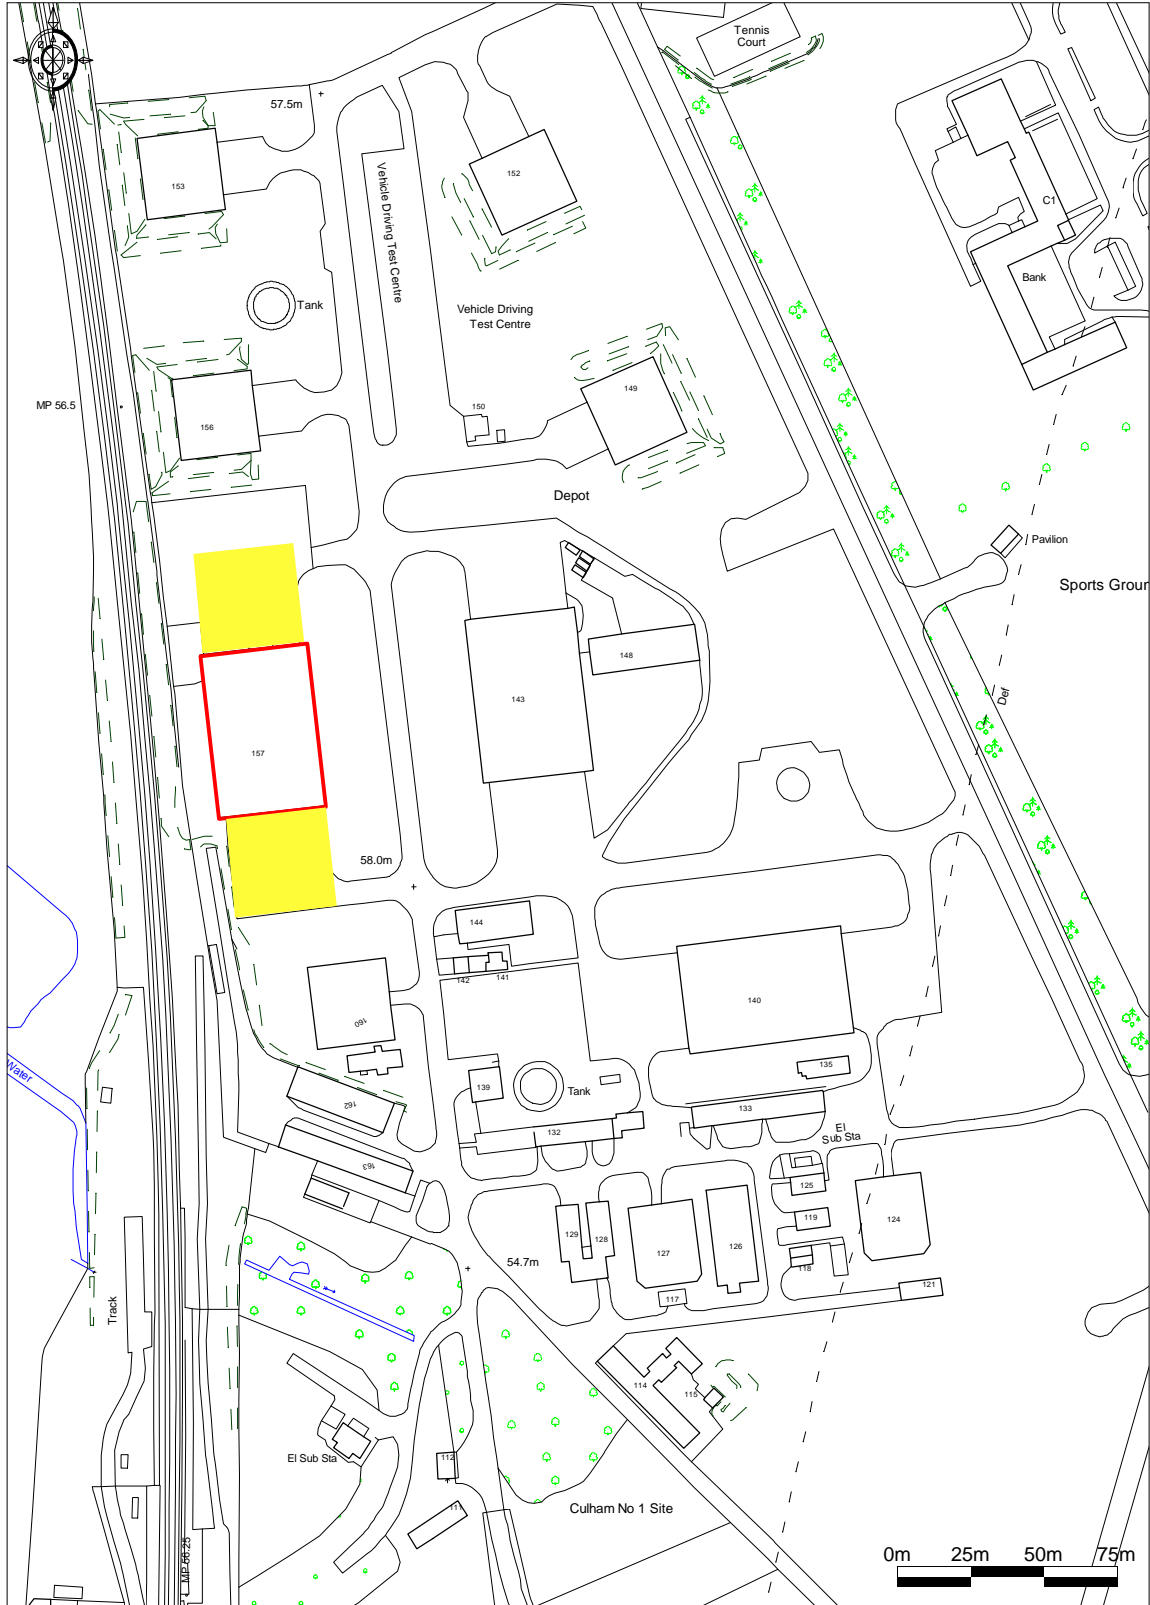 Tennis
Court
57.5m
153
152
Vehicle Driving Test Centre
C1
Bank
Tank
Vehicle Driving
Test Centre
MP 56.5
149
150
156
Depot
Pavilion
Sports Groun
148
143
Def
157
58.0m
144
142
141
140
160
Water
135
139
Tank
162
133
132
El
Sub Sta
163
125
119
124
129
128
127
126
54.7m
118
121
117
Track
114
115
El Sub Sta
112
111
Culham No 1 Site
MP 56.25
0m
25m
50m
75m